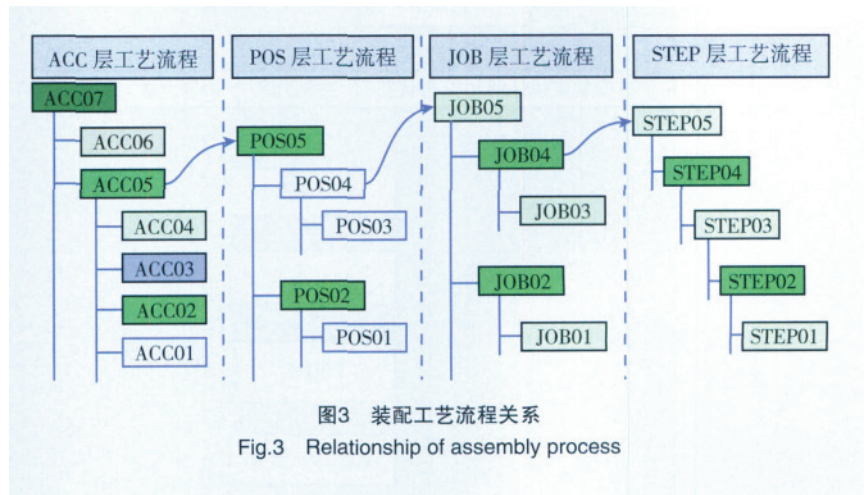 ACC 层工艺流程
POS 层工艺流程
JOB 层工艺流程
STEP 层工艺流程
ACC07
ACC06
ACC05
ACC04
ACC03
ACC02
ACC01
POS05
POS04
POS03
POS02
POS01
JOB05
JOB04
JOB03
JOB02
JOB01
STEP05
STEP04
STEP03
STEP02
STEP01
图3 装配工艺流程关系
Fig.3 Relationship of assembly process